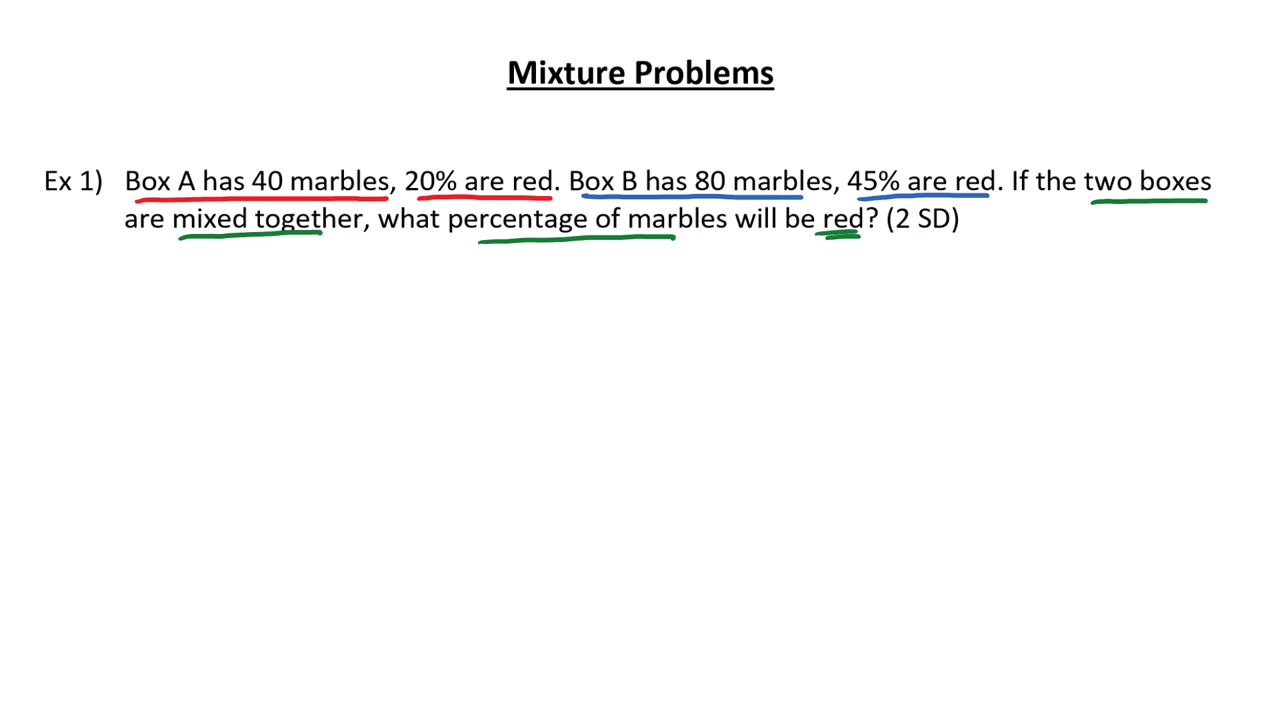 Mixture Problems
Ex 1) Box A has 40 marbles, 20% are red. Box B has 80 marbles, 45% are red. If the two boxes
are mixed together, what percentage of marbles will be red? (2 SD)